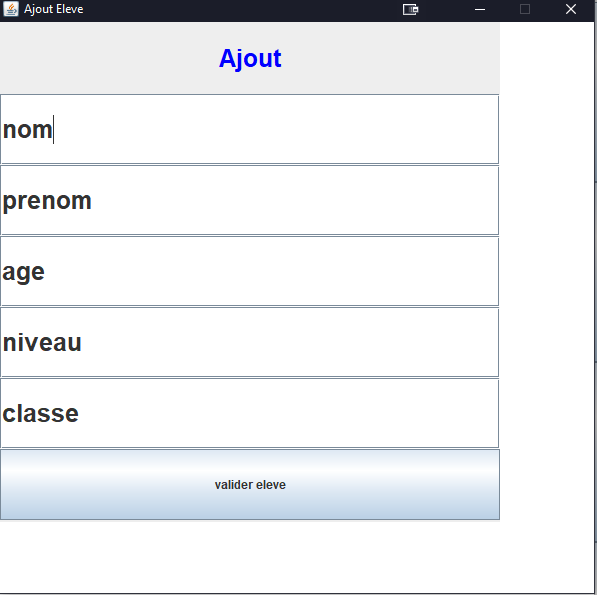 Ajout Eleve
Ajout
nom
prenom
age
niveau
classe
valider eleve